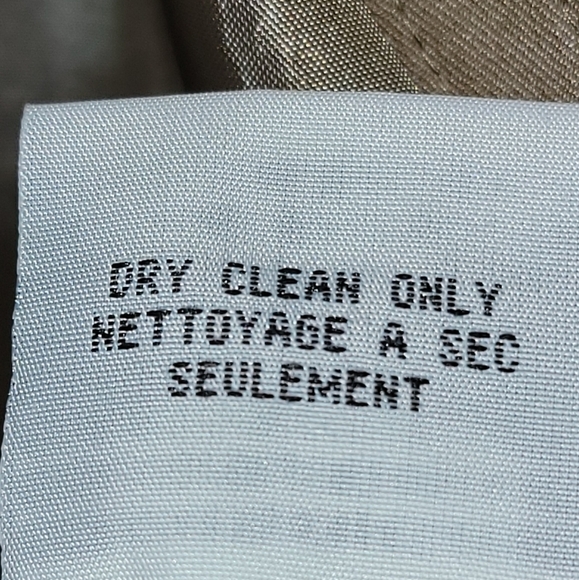 DRY CLEAN ONLY
NETTOYAGE A SEC
SEULEMENT